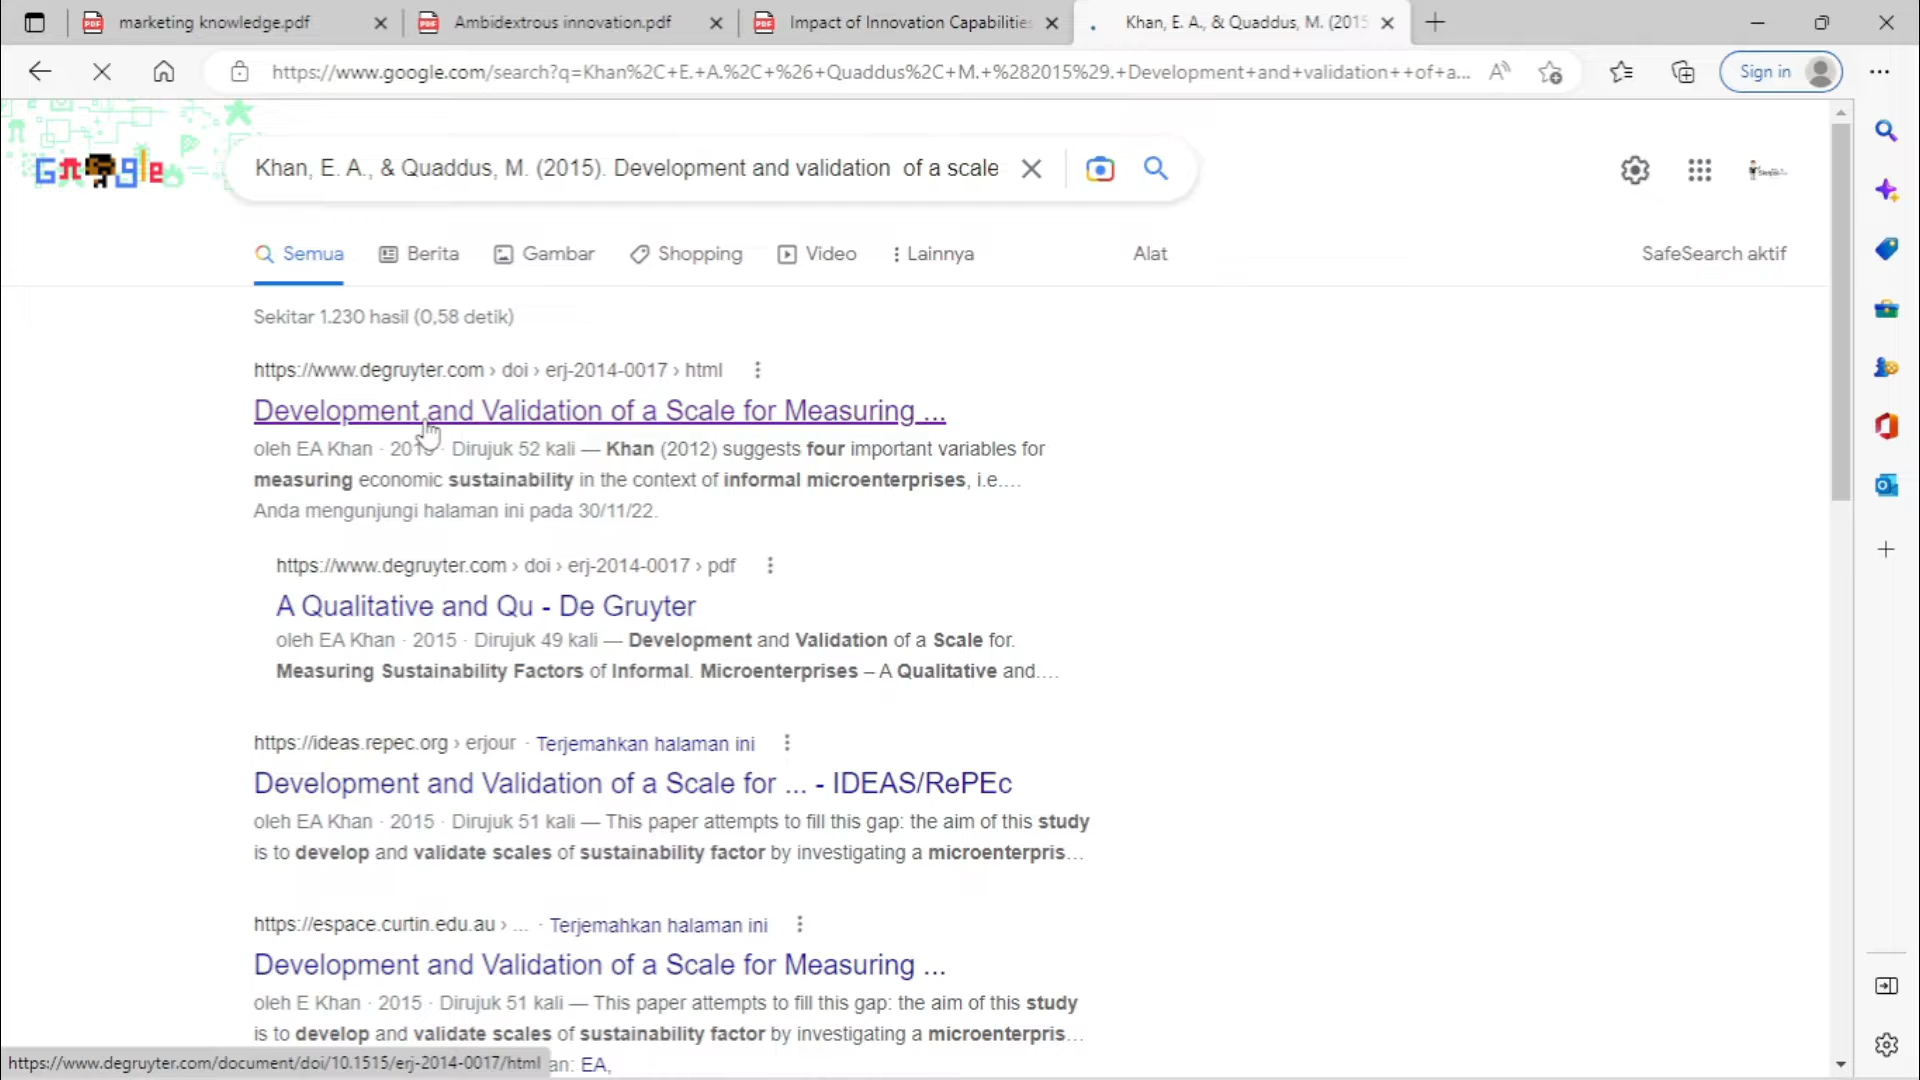 marketing knowledge.pdf
Ambidextrous innovation.pdf
Impact of Innovation Capabilitie
Khan, E. A., & Quaddus, M. (2015
https://www.google.com/search?q=Khan%2C+E.+A.%2C+%26+Quaddus%2C+M.+%282015%29.+Development+and+validation++of+a...
Sign in
Google
Khan, E. A., & Quaddus, M. (2015). Development and validation  of a scale
Semua
Berita
Gambar
Shopping
Video
Lainnya
Alat
SafeSearch aktif
Sekitar 1.230 hasil (0,58 detik)
https://www.degruyter.com › doi › erj-2014-0017 › html
Development and Validation of a Scale for Measuring ...
oleh EA Khan · Dirujuk 52 kali — Khan (2012) suggests four important variables for
measuring economic sustainability in the context of informal microenterprises, i.e....
Anda mengunjungi halaman ini pada 30/11/22.
https://www.degruyter.com › doi › erj-2014-0017 › pdf
A Qualitative and Qu - De Gruyter
oleh EA Khan · 2015 · Dirujuk 49 kali — Development and Validation of a Scale for.
Measuring Sustainability Factors of Informal. Microenterprises – A Qualitative and....
https://ideas.repec.org › erjour · Terjemahkan halaman ini
Development and Validation of a Scale for ... - IDEAS/RePEc
oleh EA Khan · 2015 · Dirujuk 51 kali — This paper attempts to fill this gap: the aim of this study
is to develop and validate scales of sustainability factor by investigating a microenterpris...
https://espace.curtin.edu.au › ... · Terjemahkan halaman ini
Development and Validation of a Scale for Measuring ...
oleh E Khan · 2015 · Dirujuk 51 kali — This paper attempts to fill this gap: the aim of this study
is to develop and validate scales of sustainability factor by investigating a microenterpris...
https://www.degruyter.com/document/doi/10.1515/erj-2014-0017/html
an: EA,